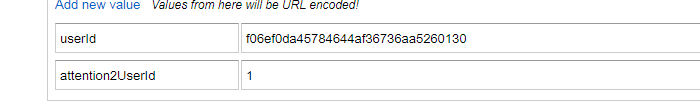 Add new value Values from here will be URL encoded!
userId f06ef0da45784644af36736aa5260130
attention2UserId 1